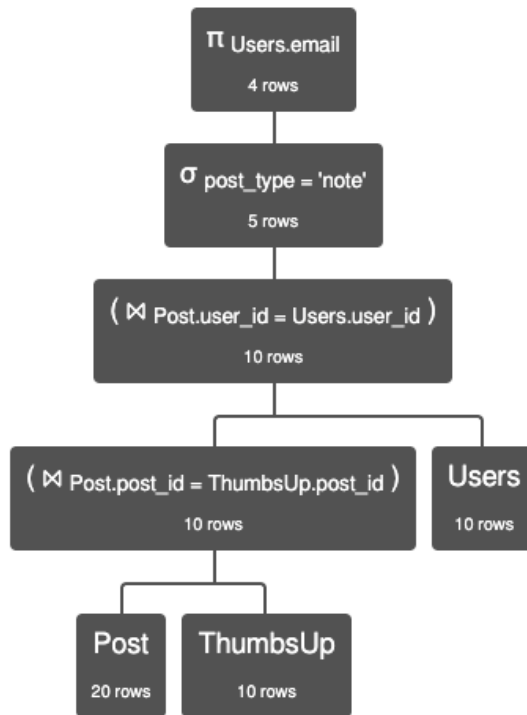 π Users.email
4 rows
σ post_type = 'note'
5 rows
( ⋈ Post.user_id = Users.user_id )
10 rows
( ⋈ Post.post_id = ThumbsUp.post_id )
10 rows
Users
10 rows
Post
20 rows
ThumbsUp
10 rows